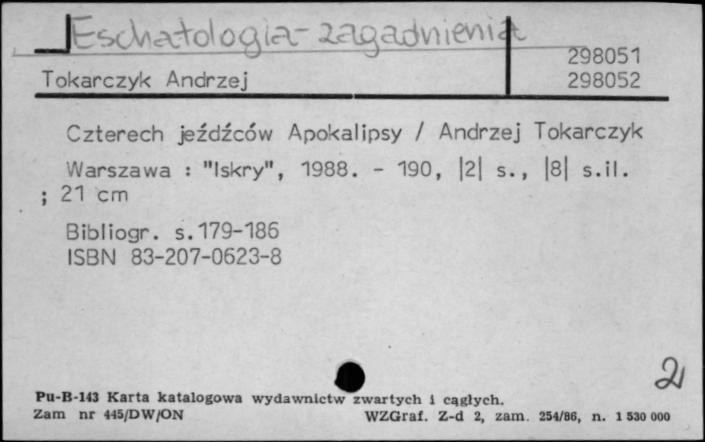 Eschatologia - zagadnienia
298051
Tokarczyk Andrzej 298052
Czterech jeźdźców Apokalipsy / Andrzej Tokarczyk
Warszawa : "Iskry", 1988. - 190, |2| s., |8| s.il.
; 21 cm
Bibliogr. s.179-186
ISBN 83-207-0623-8
2
Pu-B-143 Karta katalogowa wydawnictw zwartych i cągłych.
Zam nr 445/DW/ON WZGraf. Z-d 2, zam. 254/86, n. 1 530 000